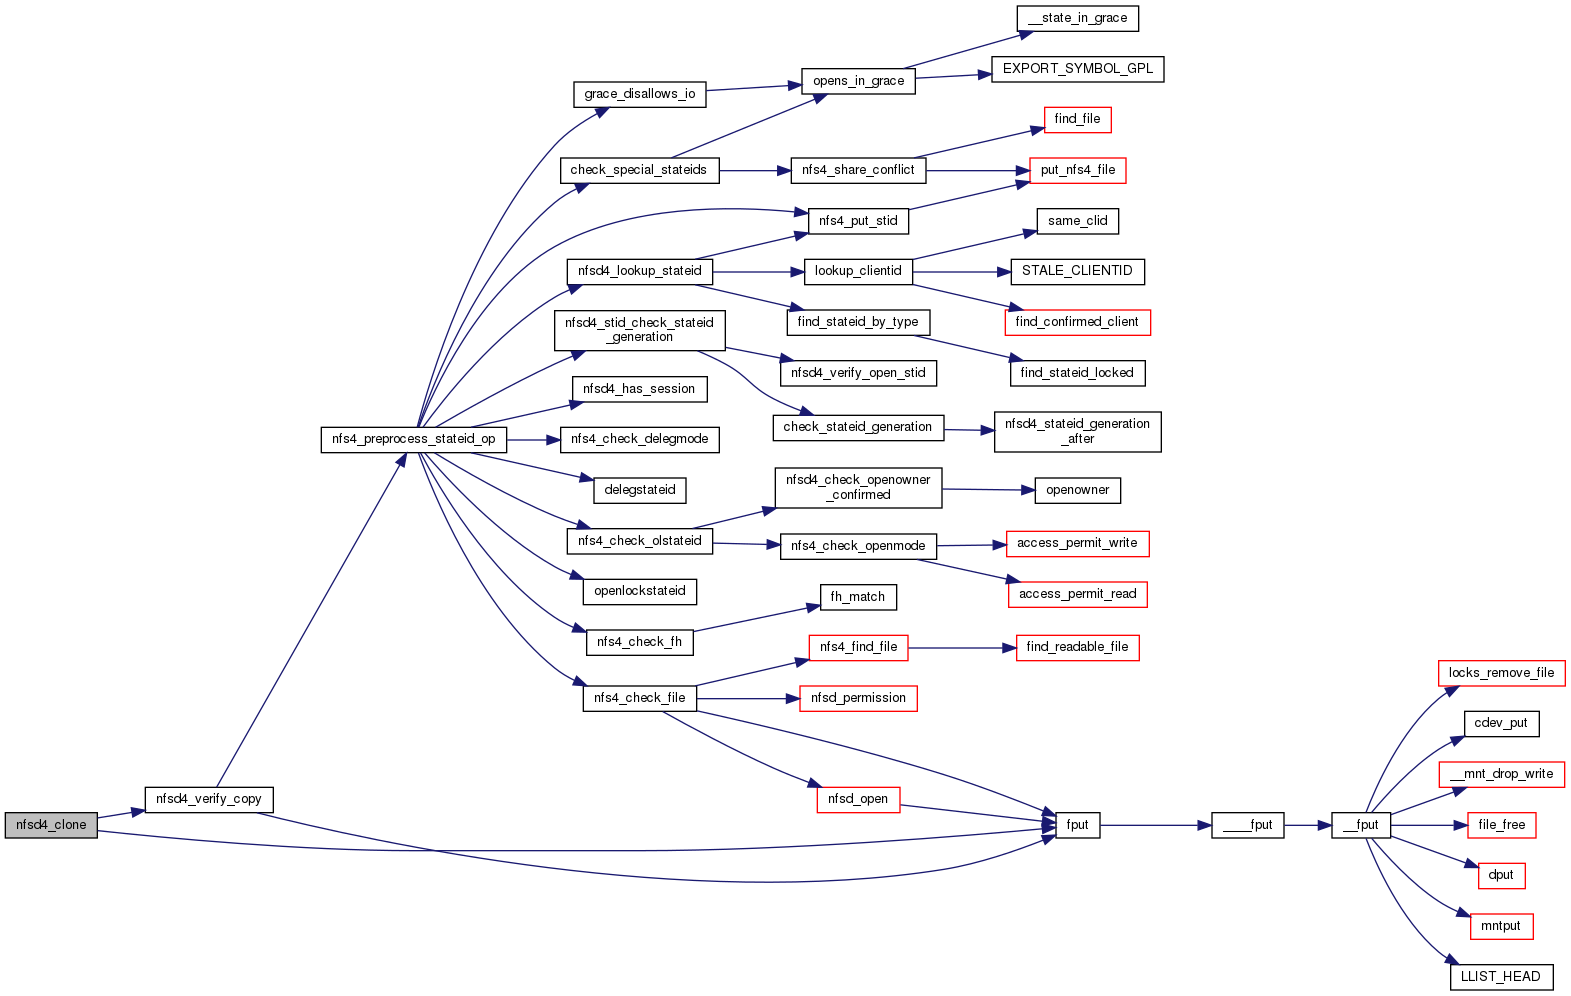 __state_in_grace
EXPORT_SYMBOL_GPL
opens_in_grace
grace_disallows_io
find_file
check_special_stateids
nfs4_share_conflict
put_nfs4_file
nfs4_put_stid
same_clid
nfsd4_lookup_stateid
lookup_clientid
STALE_CLIENTID
find_stateid_by_type
find_confirmed_client
nfsd4_stid_check_stateid
_generation
nfsd4_verify_open_stid
find_stateid_locked
nfsd4_has_session
check_stateid_generation
nfsd4_stateid_generation
_after
nfs4_preprocess_stateid_op
nfs4_check_delegmode
delegstateid
nfsd4_check_openowner
_confirmed
openowner
nfs4_check_olstateid
nfs4_check_openmode
access_permit_write
openlockstateid
access_permit_read
fh_match
nfs4_check_fh
nfs4_find_file
find_readable_file
nfs4_check_file
nfsd_permission
locks_remove_file
cdev_put
__mnt_drop_write
nfsd4_verify_copy
nfsd_open
nfsd4_clone
fput
____fput
__fput
file_free
dput
mntput
LLIST_HEAD